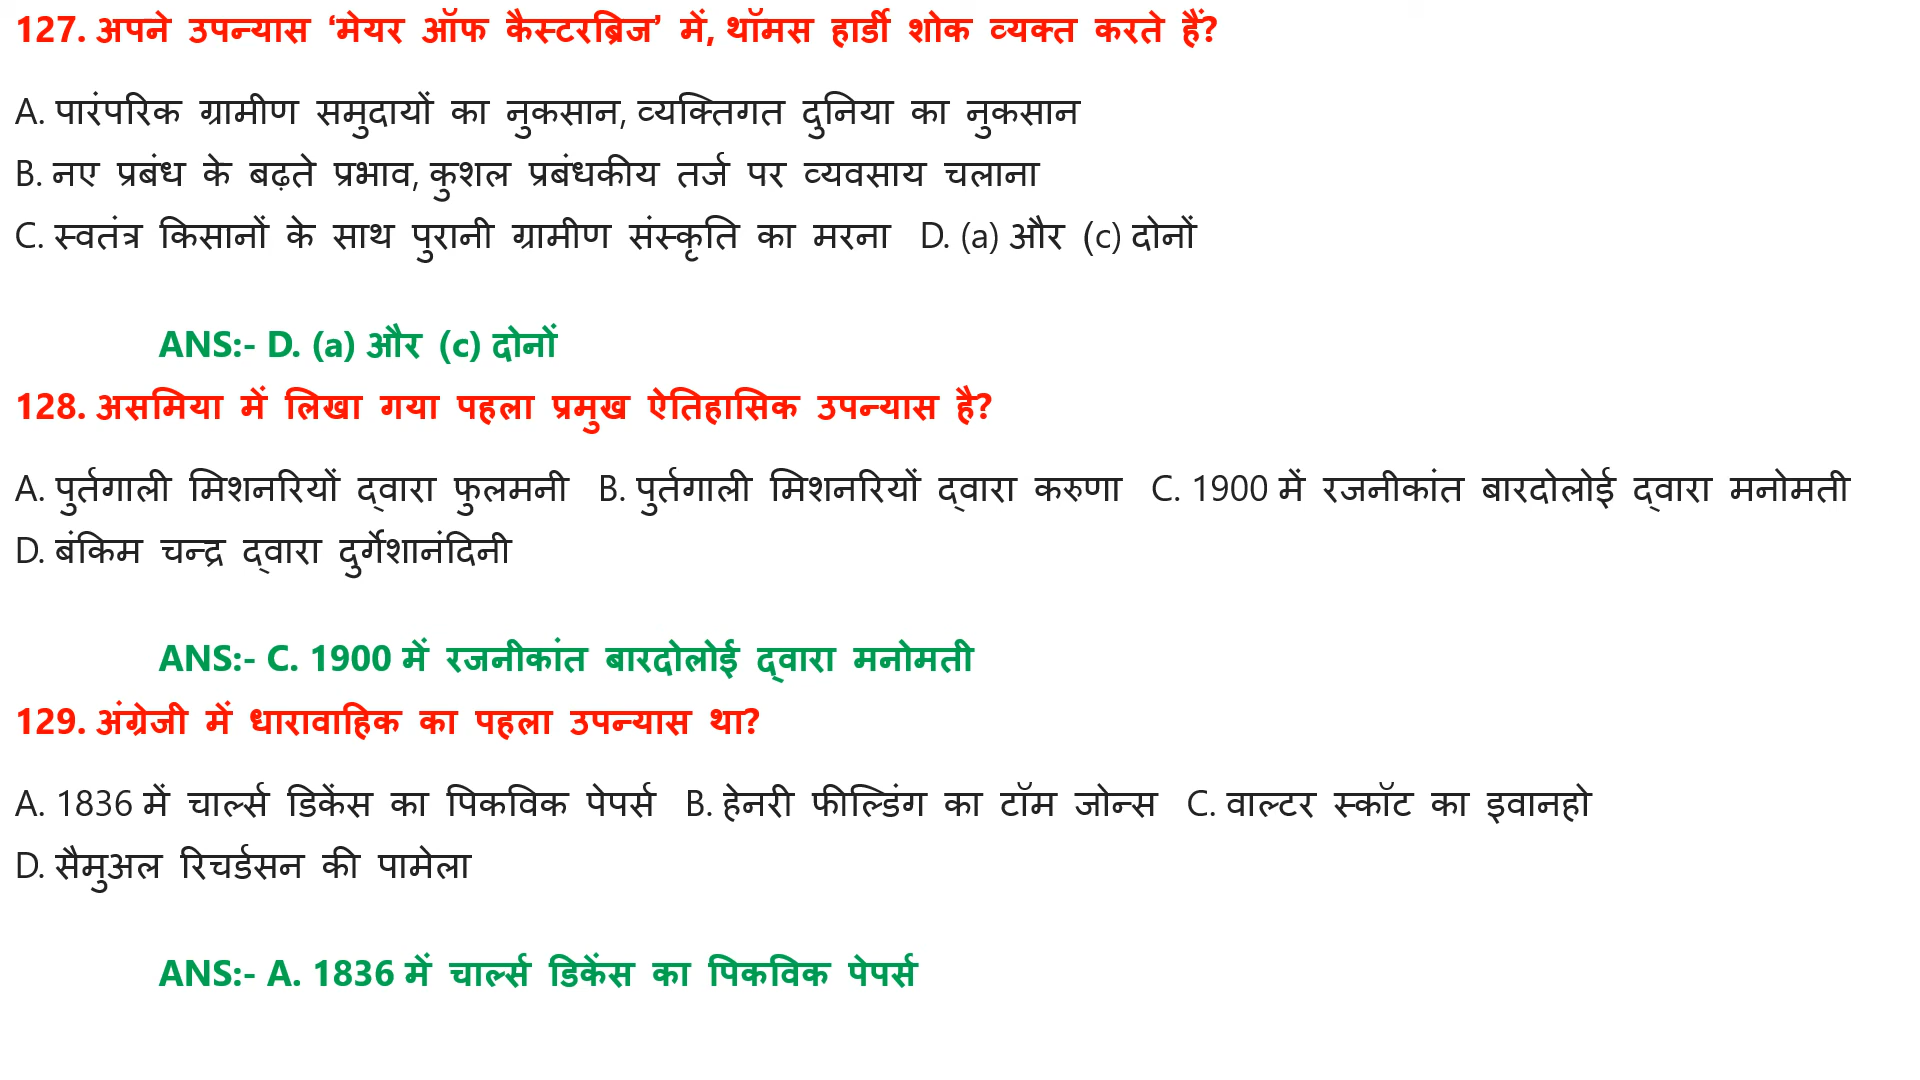 127. अपने उपन्यास ‘मेयर ऑफ कैस्टरब्रिज’ में, थॉमस हार्डी शोक व्यक्त करते हैं?
A. पारंपरिक ग्रामीण समुदायों का नुकसान, व्यक्तिगत दुनिया का नुकसान
B. नए प्रबंध के बढ़ते प्रभाव, कुशल प्रबंधकीय तर्ज पर व्यवसाय चलाना
C. स्वतंत्र किसानों के साथ पुरानी ग्रामीण संस्कृति का मरना D. (a) और (c) दोनों
ANS:- D. (a) और (c) दोनों
128. असमिया में लिखा गया पहला प्रमुख ऐतिहासिक उपन्यास है?
A. पुर्तगाली मिशनरियों द्वारा फुलमनी B. पुर्तगाली मिशनरियों द्वारा करुणा C. 1900 में रजनीकांत बारदोलोई द्वारा मनोमती
D. बंकिम चन्द्र द्वारा दुर्गेशानंदिनी
ANS:- C. 1900 में रजनीकांत बारदोलोई द्वारा मनोमती
129. अंग्रेजी में धारावाहिक का पहला उपन्यास था?
A. 1836 में चार्ल्स डिकेंस का पिकविक पेपर्स B. हेनरी फील्डिंग का टॉम जोन्स C. वाल्टर स्कॉट का इवानहो
D. सैमुअल रिचर्डसन की पामेला
ANS:- A. 1836 में चार्ल्स डिकेंस का पिकविक पेपर्स